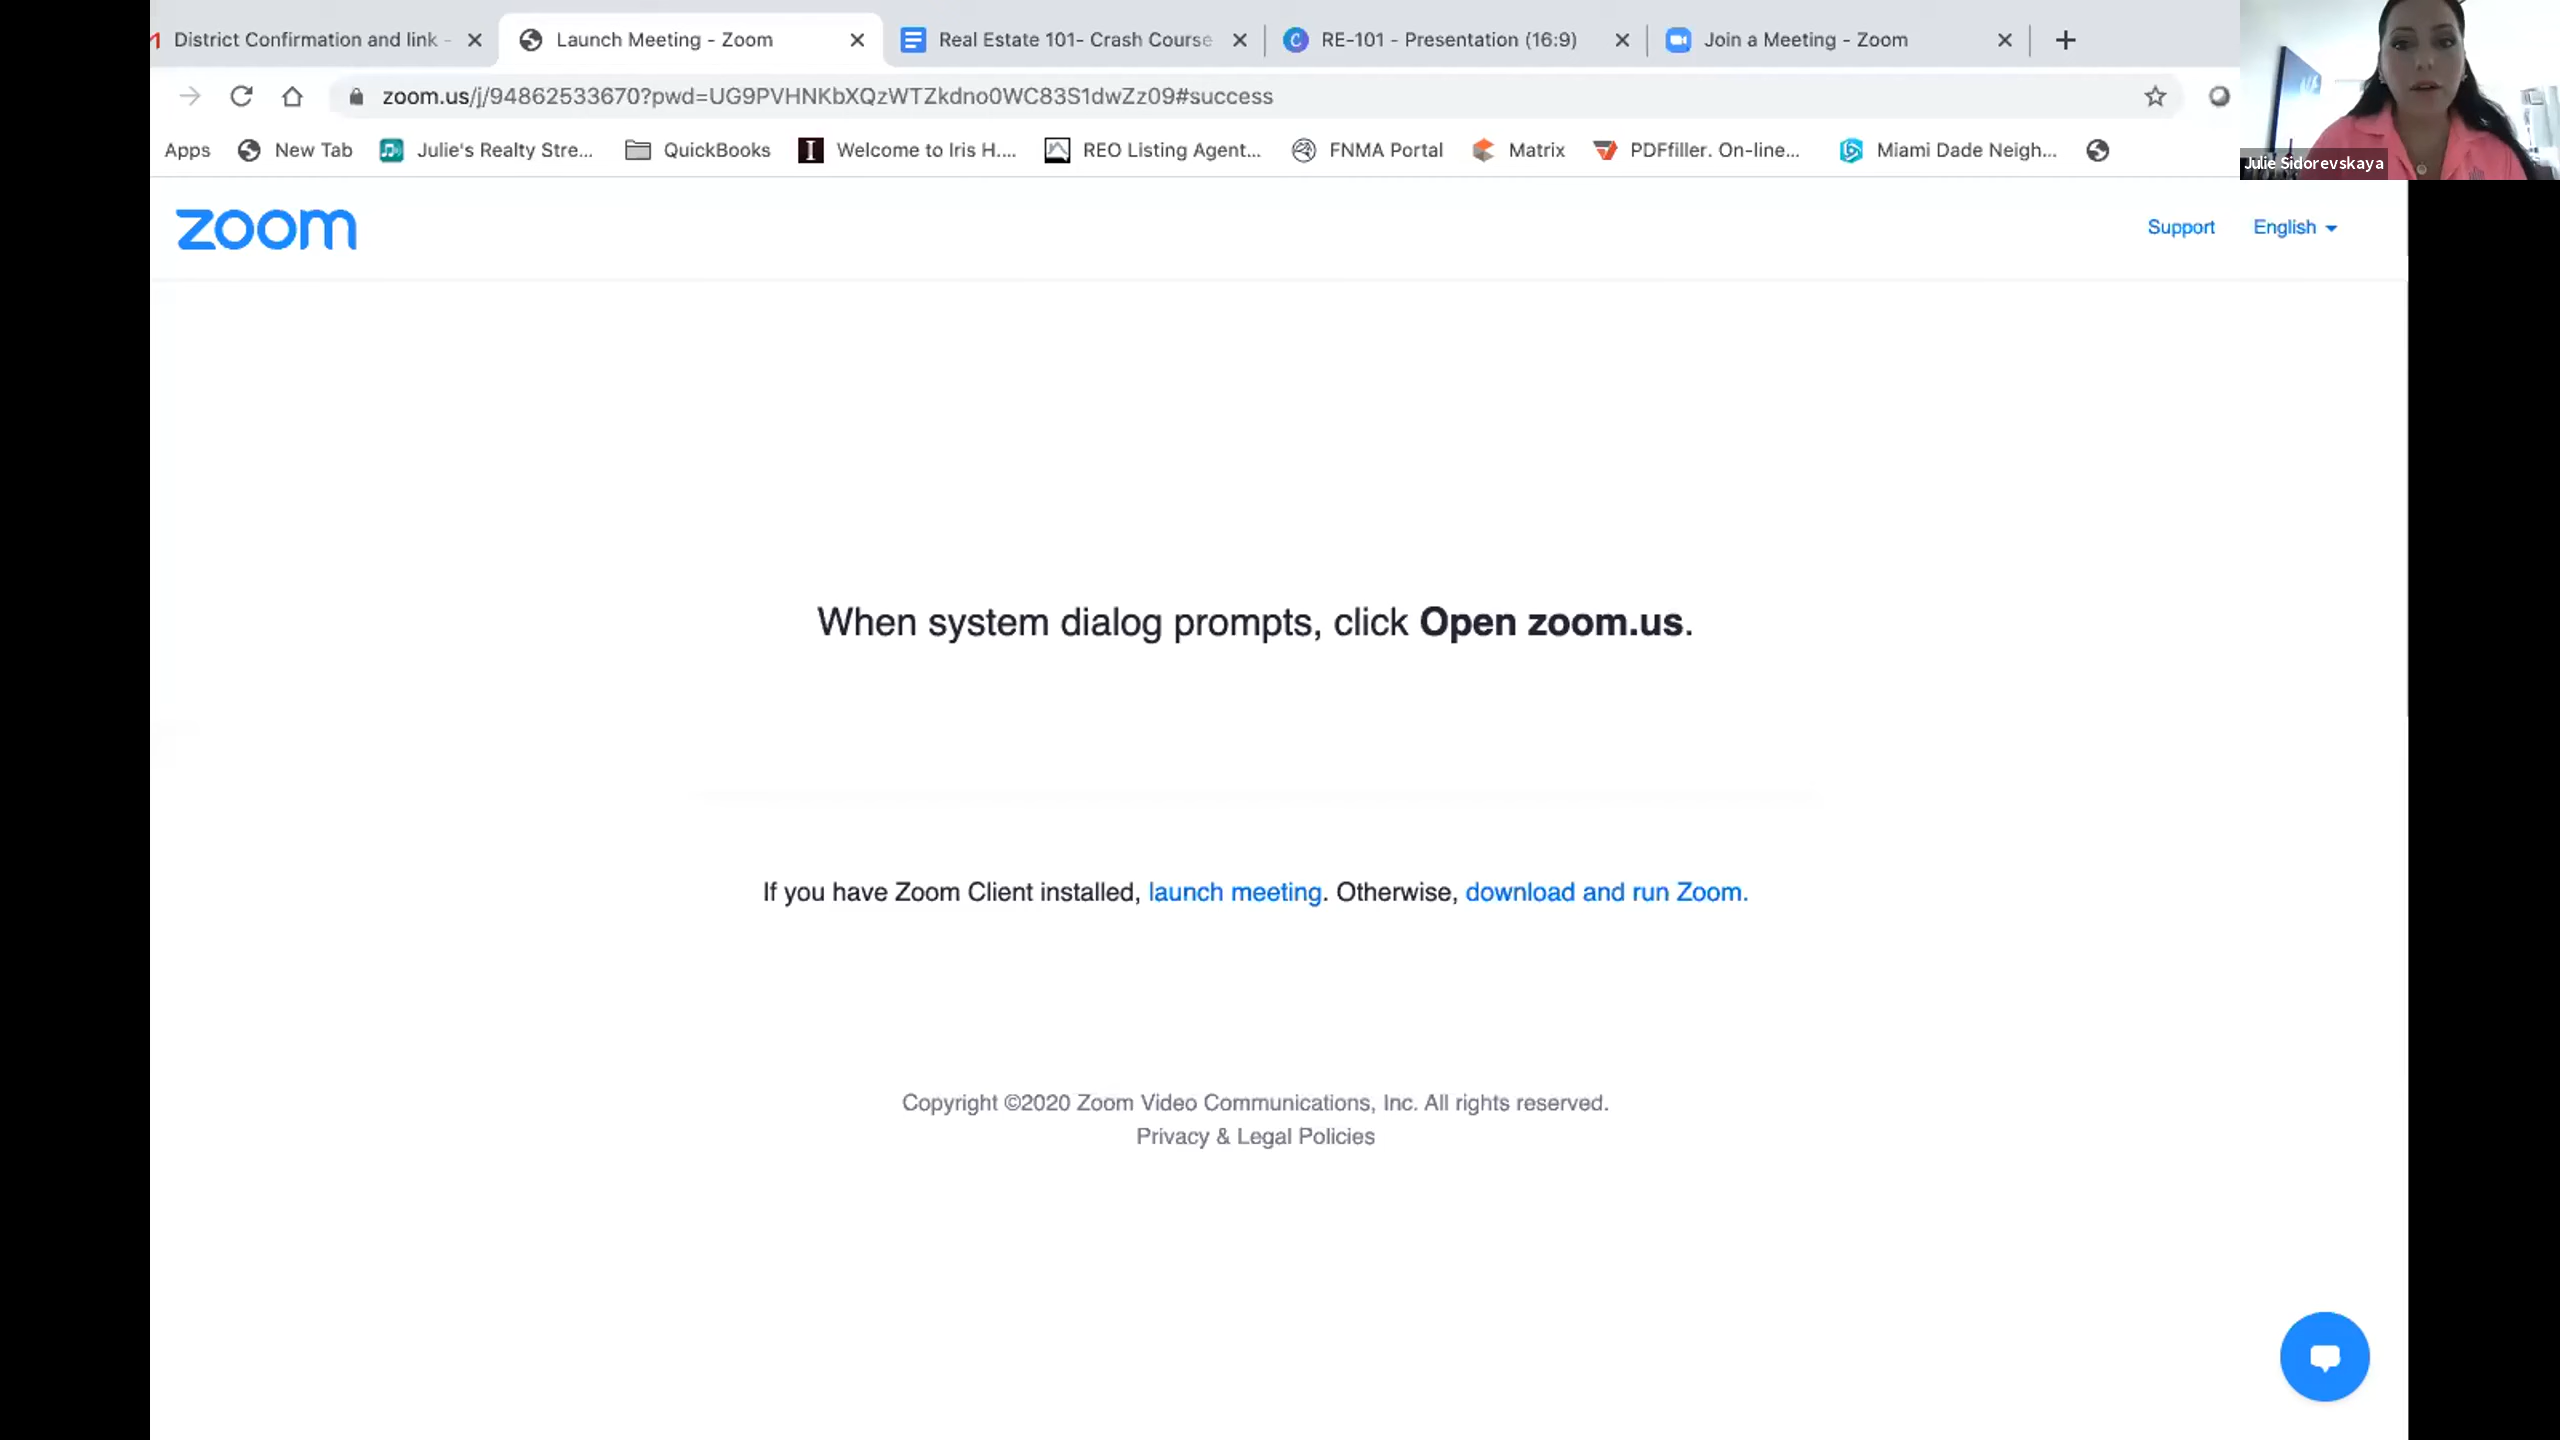 District Confirmation and link -
Launch Meeting - Zoom
Real Estate 101- Crash Course
RE-101 - Presentation (16:9)
Join a Meeting - Zoom
zoom.us/j/94862533670?pwd=UG9PVHNKbXQzWTZkdno0WC83S1dwZz09#success
Apps
New Tab
Julie's Realty Stre...
QuickBooks
Welcome to Iris H....
REO Listing Agent...
FNMA Portal
Matrix
PDFfiller. On-line...
Miami Dade Neigh...
Julie Sidorevskaya
zoom
Support
English
When system dialog prompts, click Open zoom.us.
If you have Zoom Client installed, launch meeting. Otherwise, download and run Zoom.
Copyright ©2020 Zoom Video Communications, Inc. All rights reserved.
Privacy & Legal Policies